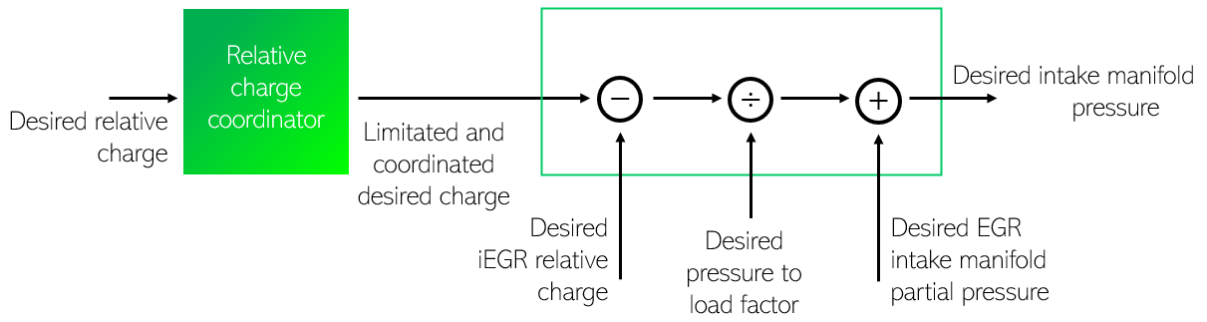 Desired relative
charge
Relative
charge
coordinator
Limitated and
coordinated
desired charge
−
÷
+
Desired
iEGR relative
charge
Desired
pressure to
load factor
Desired EGR
intake manifold
partial pressure
Desired intake manifold
pressure